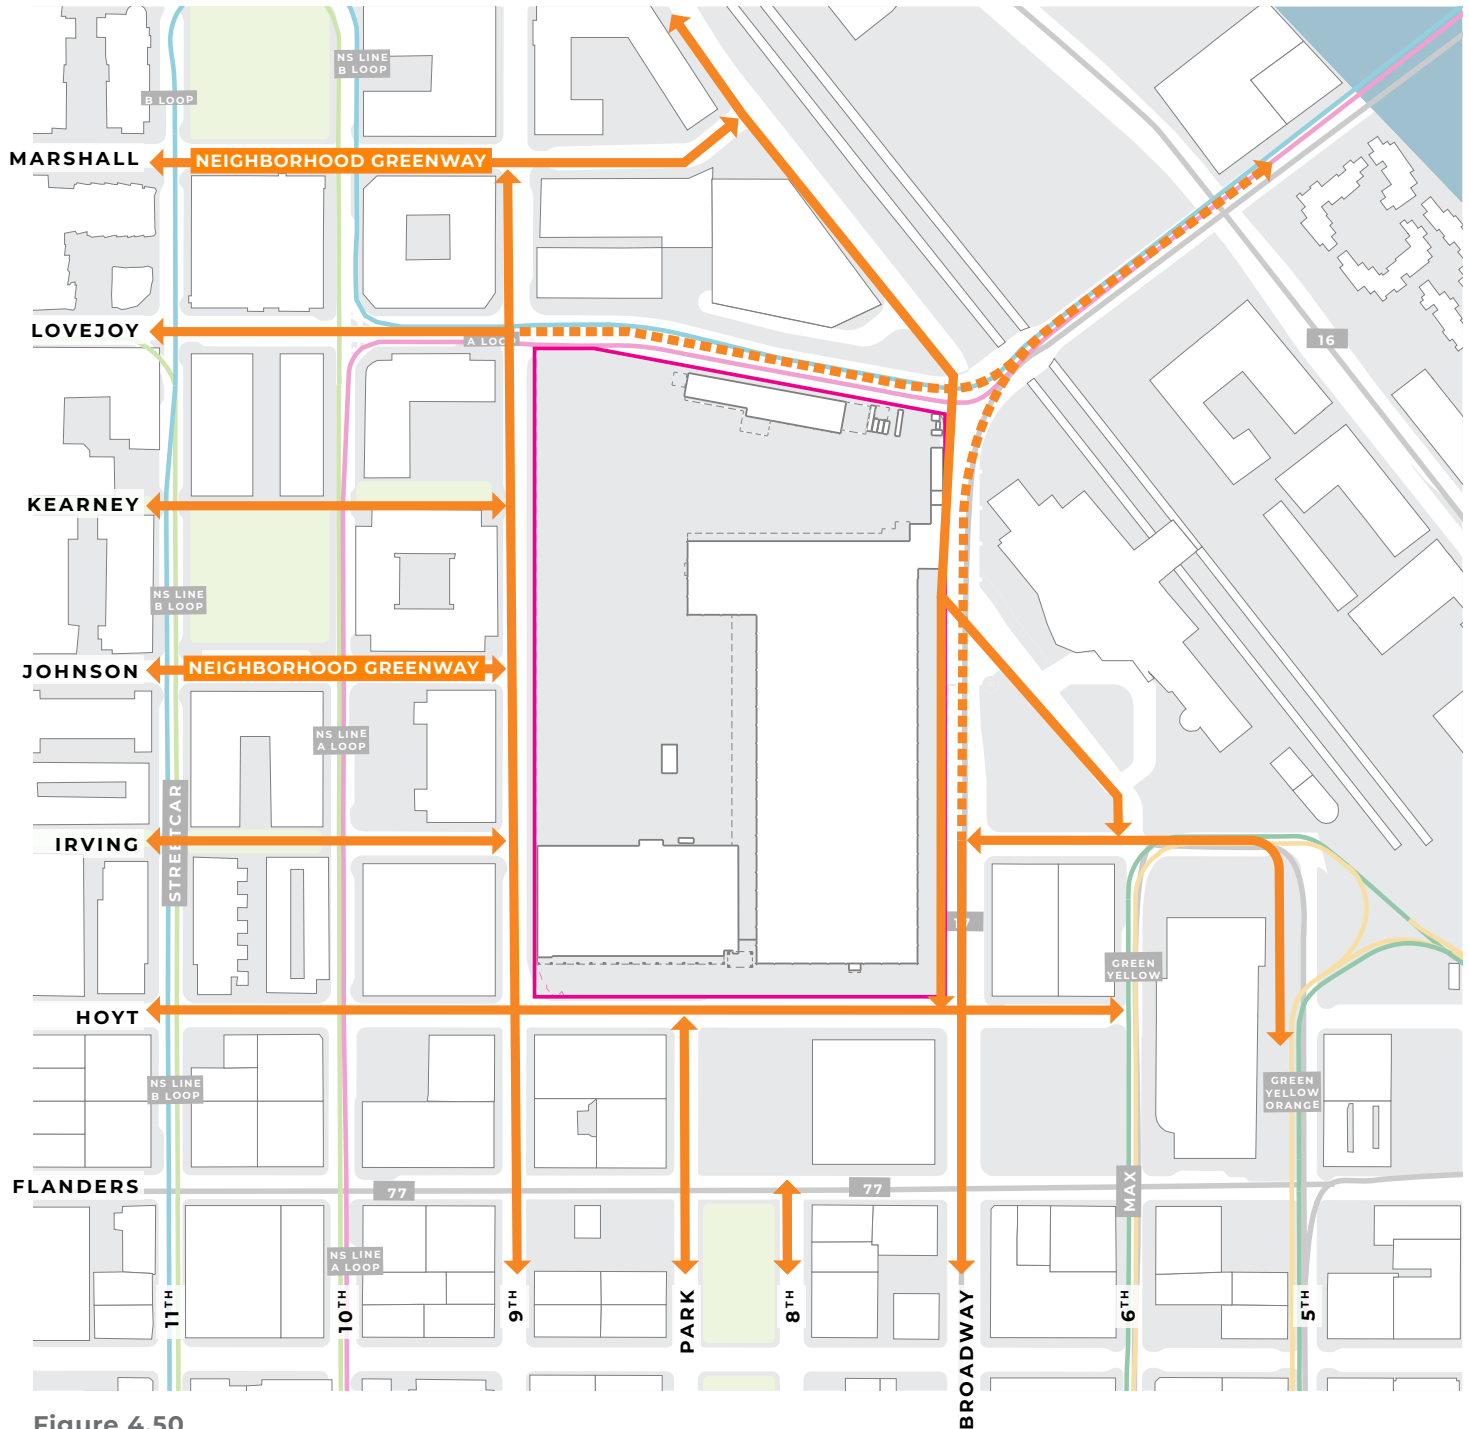 NS LINE
B LOOP
B LOOP
MARSHALL
NEIGHBORHOOD GREENWAY
LOVEJOY
A LOOP
16
KEARNEY
NS LINE
B LOOP
JOHNSON
NEIGHBORHOOD GREENWAY
NS LINE
A LOOP
STREETCAR
IRVING
17
GREEN
YELLOW
HOYT
NS LINE
B LOOP
GREEN
YELLOW
ORANGE
FLANDERS
77
77
MAX
NS LINE
A LOOP
11TH
10TH
9TH
PARK
8TH
BROADWAY
6TH
5TH
Figure 4.50